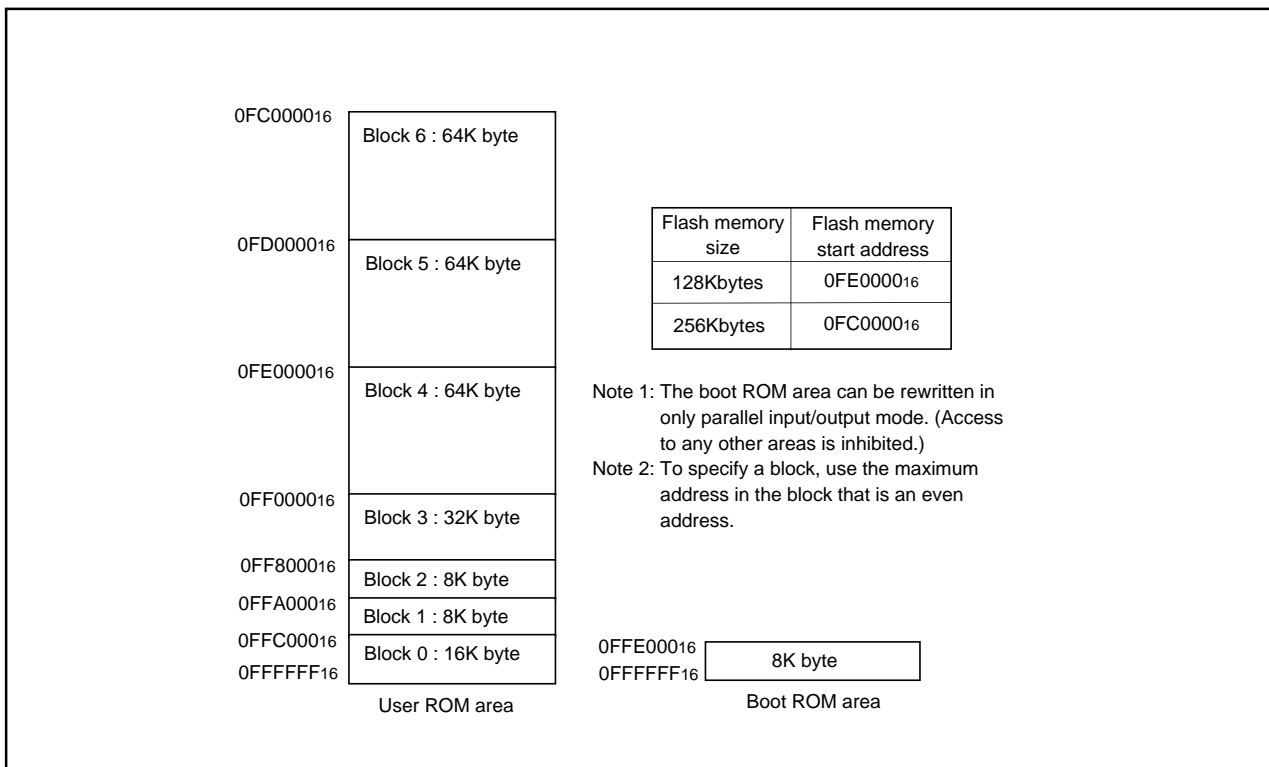 0FC000016
Block 6 : 64K byte
0FD000016
Block 5 : 64K byte
0FE000016
Block 4 : 64K byte
0FF000016
Block 3 : 32K byte
0FF800016
Block 2 : 8K byte
0FFA00016
Block 1 : 8K byte
0FFC00016
Block 0 : 16K byte
0FFFFFF16
User ROM area
Flash memory size
Flash memory start address
128Kbytes
0FE000016
256Kbytes
0FC000016
Note 1: The boot ROM area can be rewritten in
only parallel input/output mode. (Access
to any other areas is inhibited.)
Note 2: To specify a block, use the maximum
address in the block that is an even
address.
0FFE00016
8K byte
0FFFFFF16
Boot ROM area